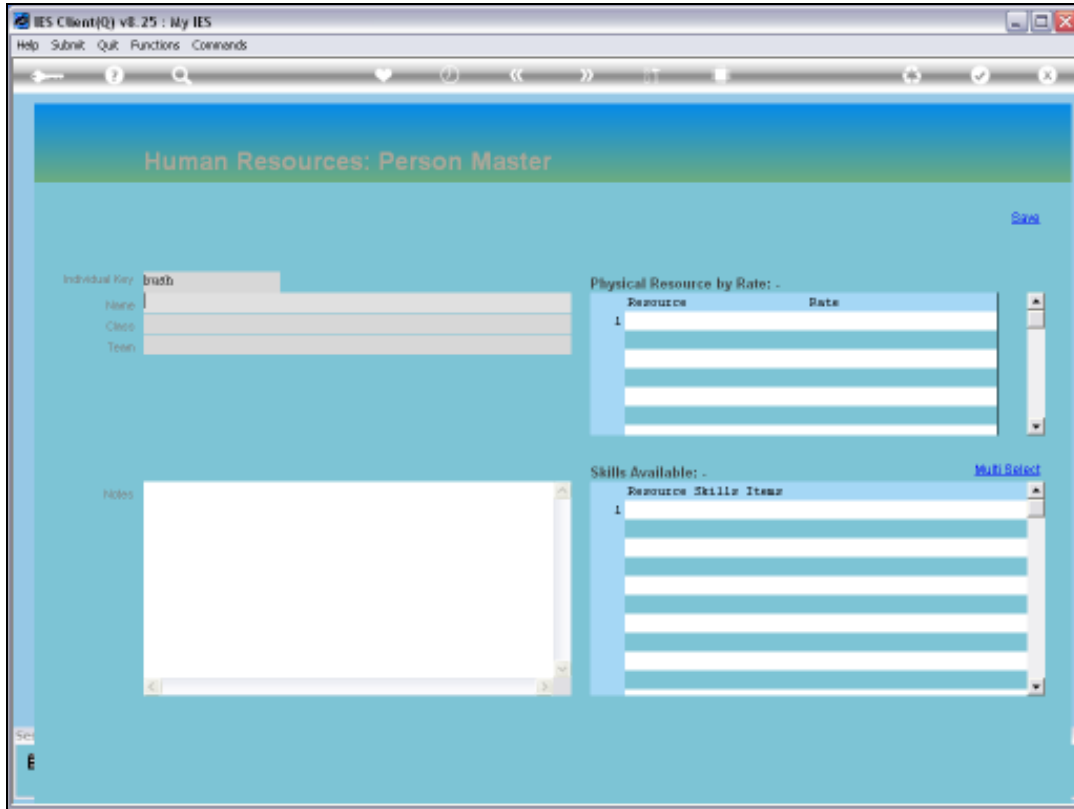 IES Client(Q) v8.25 : My IES
Help Submit Quit Functions Commands
Human Resources: Person Master
Save
Individual Key
Name
Class
Team
Physical Resource by Rate: -
Resource Rate
1
Notes
Skills Available: -
Multi Select
Resource Skills Items
1